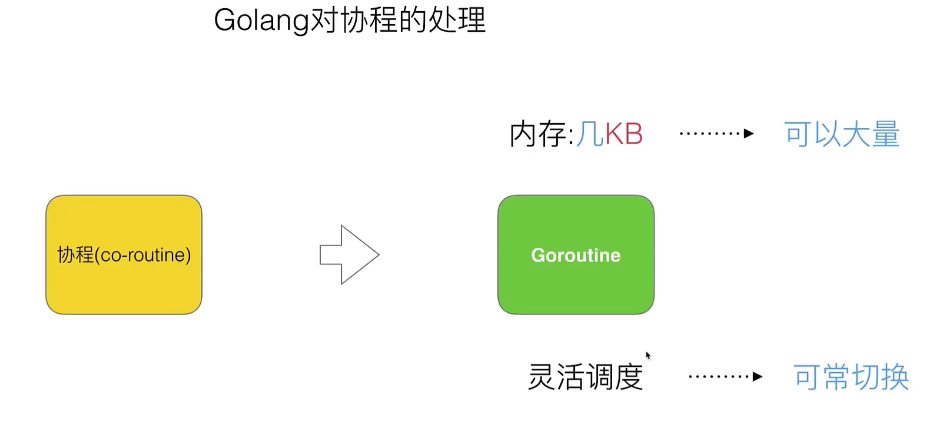 Golang对协程的处理
内存:几KB
可以大量
协程(co-routine)
Goroutine
灵活调度
可常切换